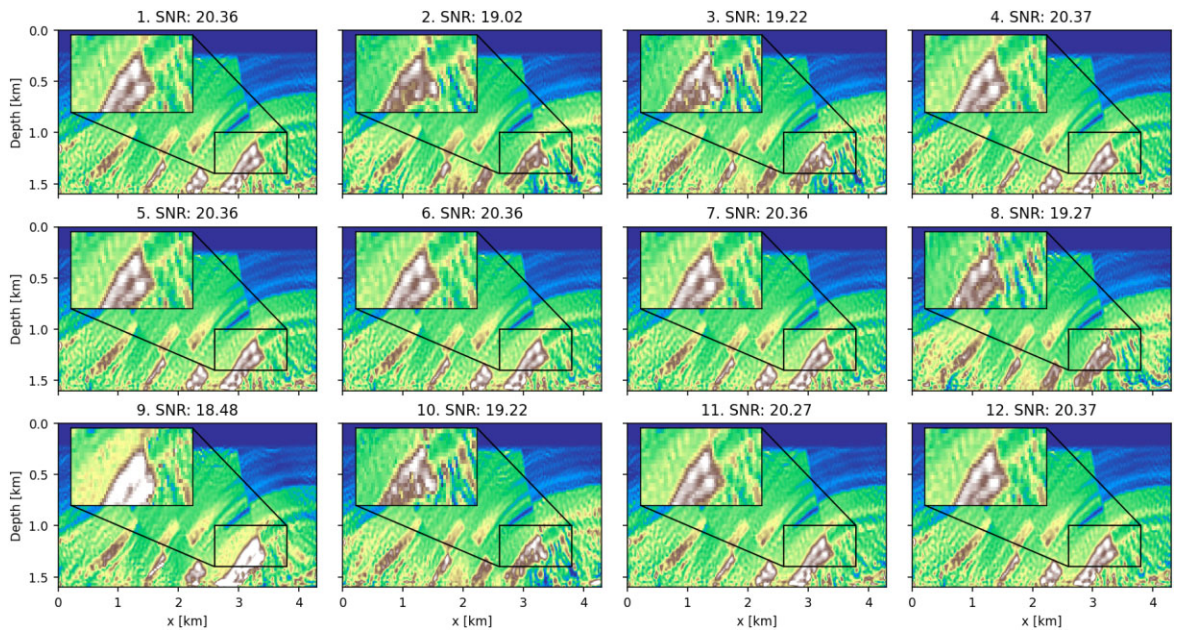 1. SNR: 20.36
2. SNR: 19.02
3. SNR: 19.22
4. SNR: 20.37
0.0
0.5
1.0
1.5
Depth [km]
5. SNR: 20.36
6. SNR: 20.36
7. SNR: 20.36
8. SNR: 19.27
0.0
0.5
1.0
1.5
Depth [km]
9. SNR: 18.48
10. SNR: 19.22
11. SNR: 20.27
12. SNR: 20.37
0.0
0.5
1.0
1.5
Depth [km]
0 1 2 3 4
x [km]
0 1 2 3 4
x [km]
0 1 2 3 4
x [km]
0 1 2 3 4
x [km]